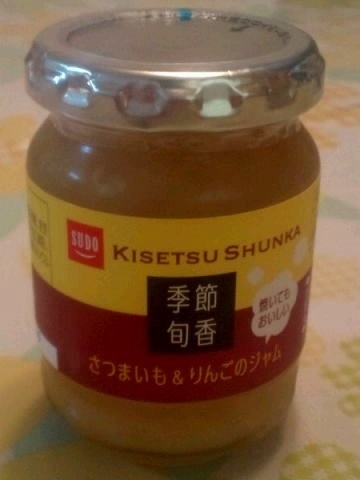 SUDO
KISETSU SHUNKA
季節
旬香
焼いても
おいしい
さつまいも & りんごのジャム